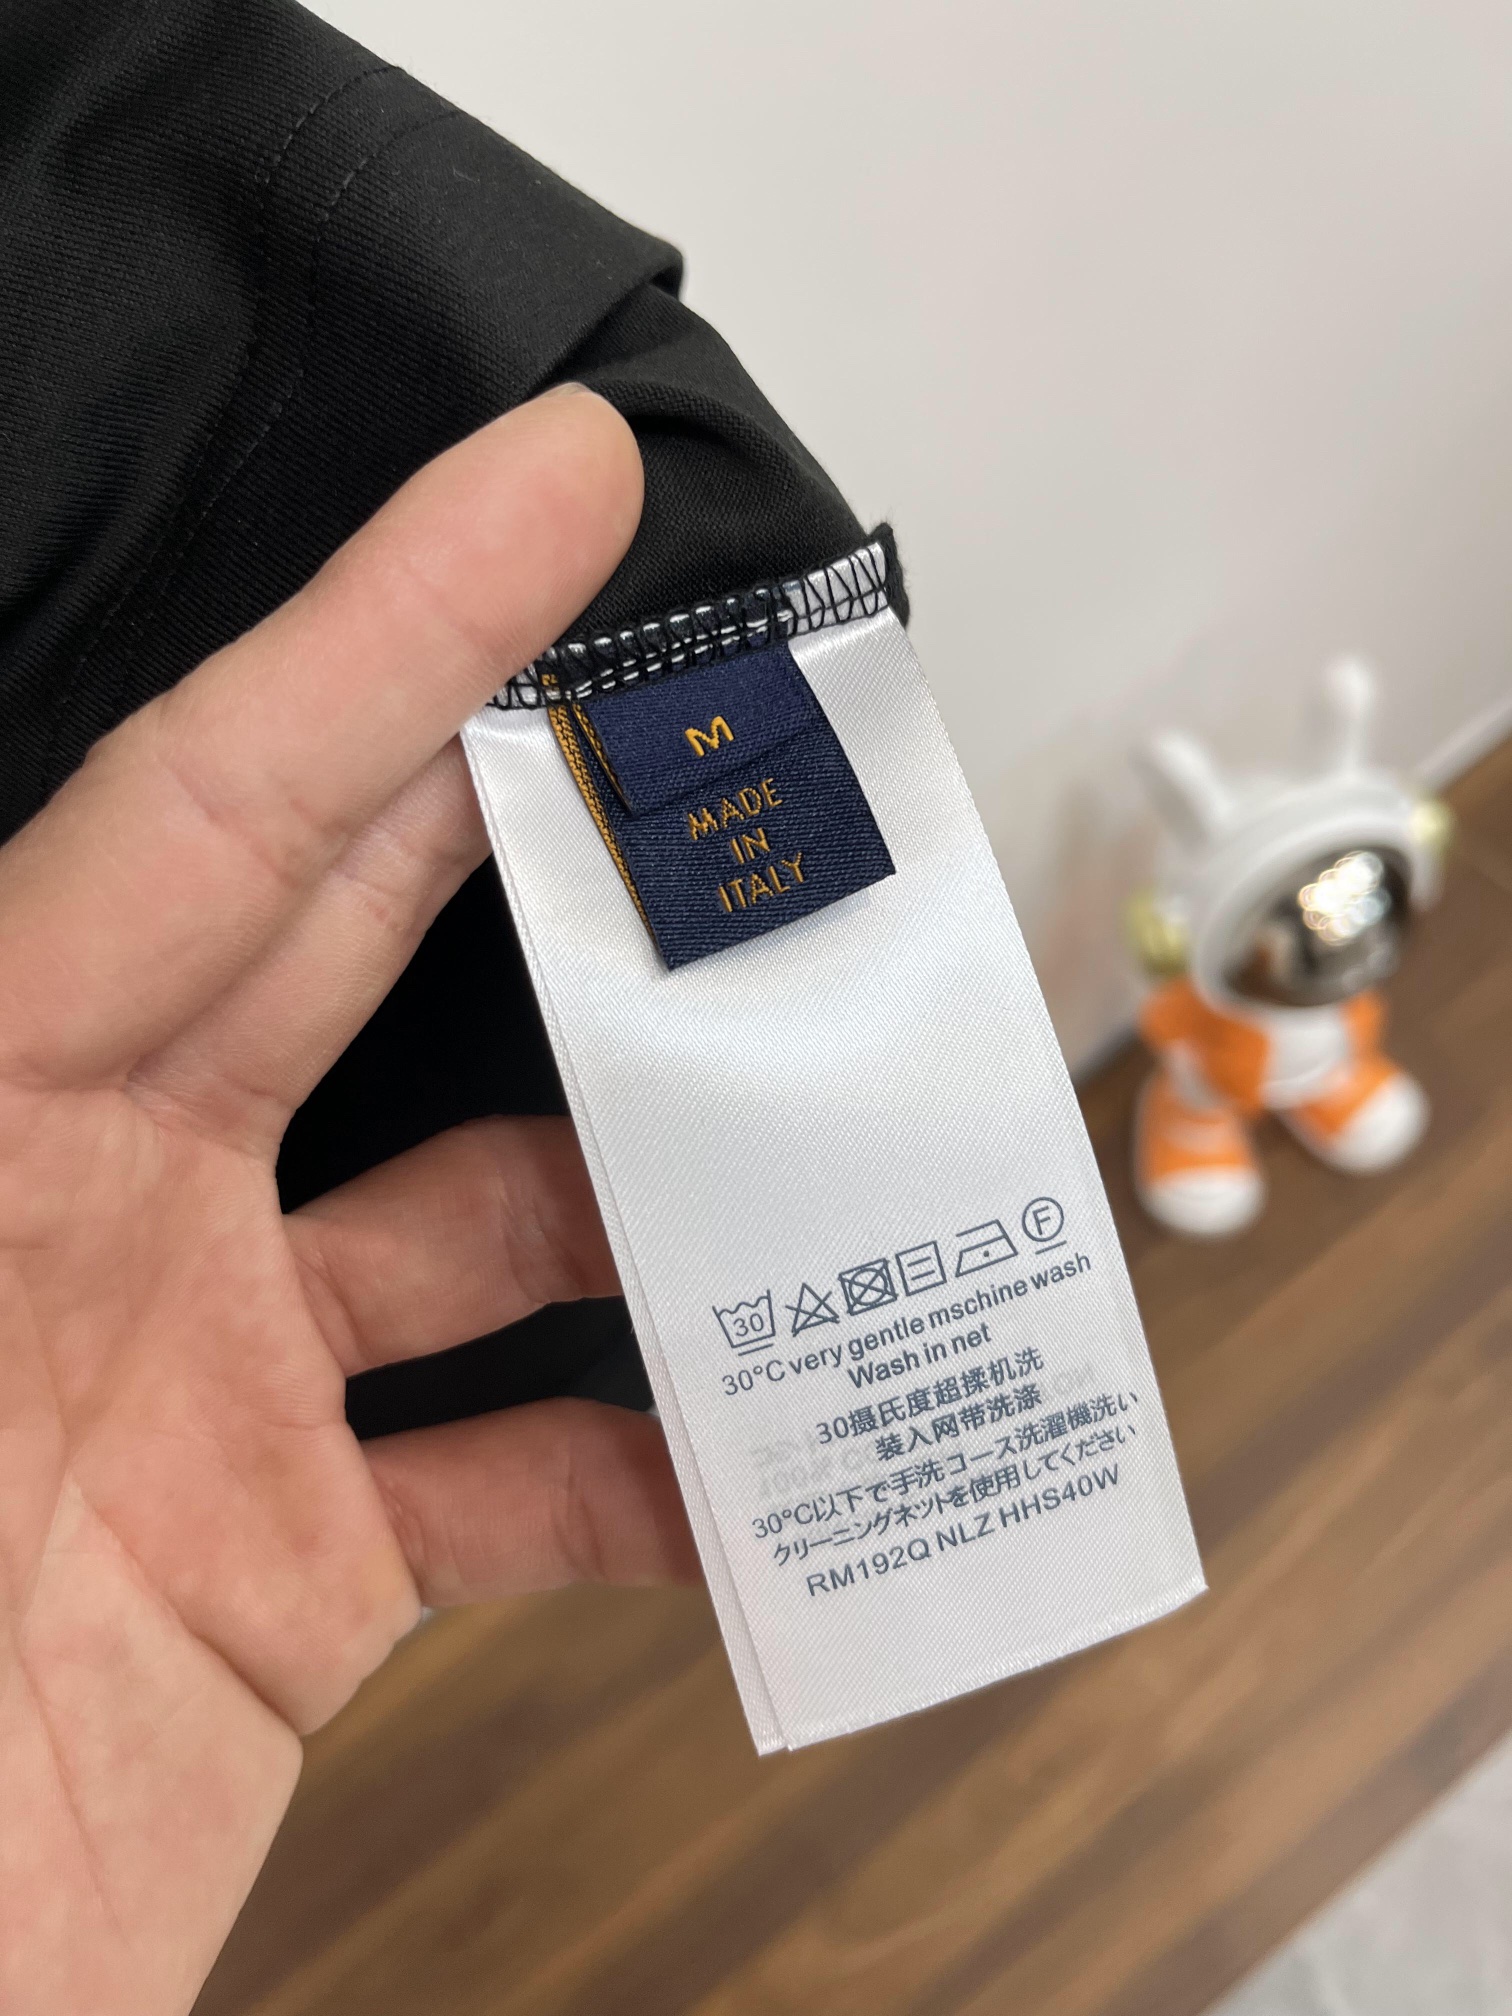 M
MADE
IN
ITALY
30
F
30°C very gentle mschine wash
Wash in net
30摄氏度超揉机洗
装入网带洗涤
30°C以下で手洗コース洗濯機洗い
クリーニングネットを使用してください
RM192Q NLZ HHS40W